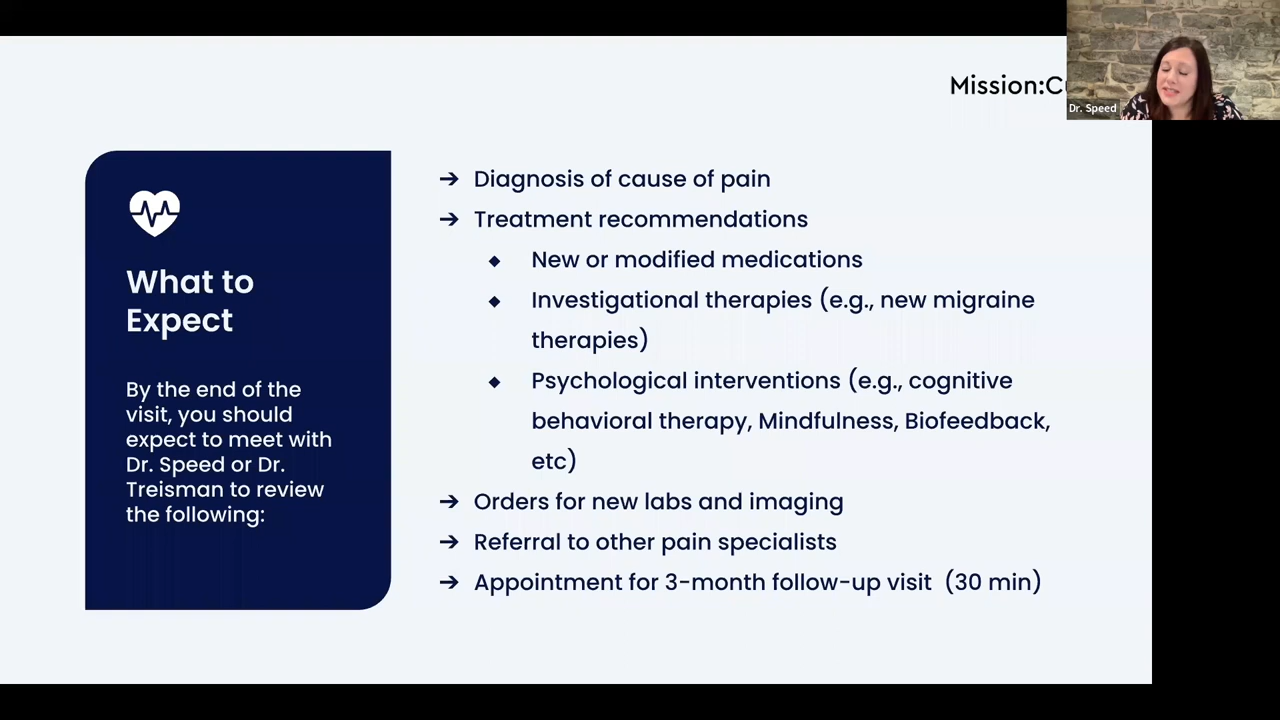 Mission:C
Dr. Speed
What to
Expect
By the end of the
visit, you should
expect to meet with
Dr. Speed or Dr.
Treisman to review
the following:
➔ Diagnosis of cause of pain
➔ Treatment recommendations
◆ New or modified medications
◆ Investigational therapies (e.g., new migraine
therapies)
◆ Psychological interventions (e.g., cognitive
behavioral therapy, Mindfulness, Biofeedback,
etc)
➔ Orders for new labs and imaging
➔ Referral to other pain specialists
➔ Appointment for 3-month follow-up visit (30 min)